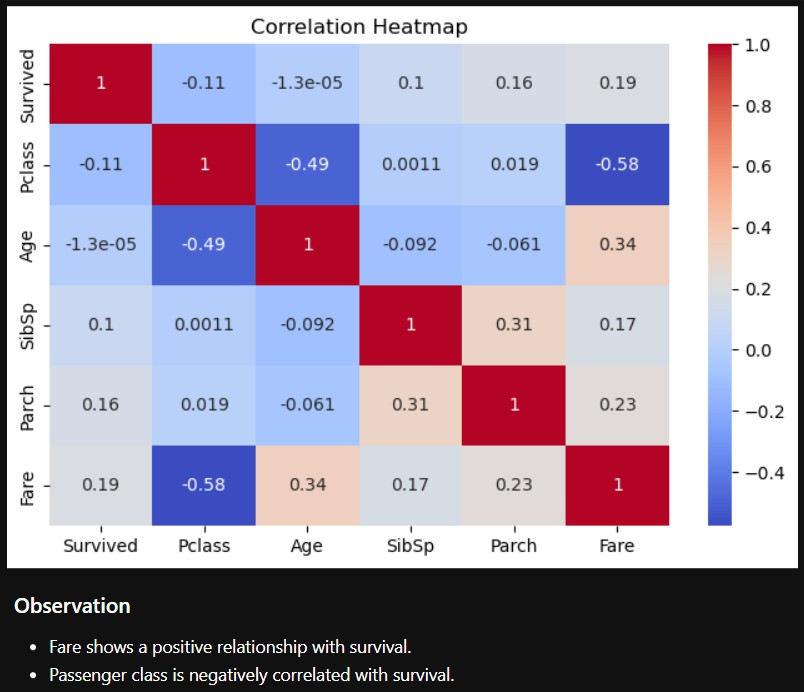 Correlation Heatmap
Survived 1 -0.11 -1.3e-05 0.1 0.16 0.19
Pclass -0.11 1 -0.49 0.0011 0.019 -0.58
Age -1.3e-05 -0.49 1 -0.092 -0.061 0.34
SibSp 0.1 0.0011 -0.092 1 0.31 0.17
Parch 0.16 0.019 -0.061 0.31 1 0.23
Fare 0.19 -0.58 0.34 0.17 0.23 1
Survived Pclass Age SibSp Parch Fare
1.0
0.8
0.6
0.4
0.2
0.0
−0.2
−0.4
Observation
• Fare shows a positive relationship with survival.
• Passenger class is negatively correlated with survival.